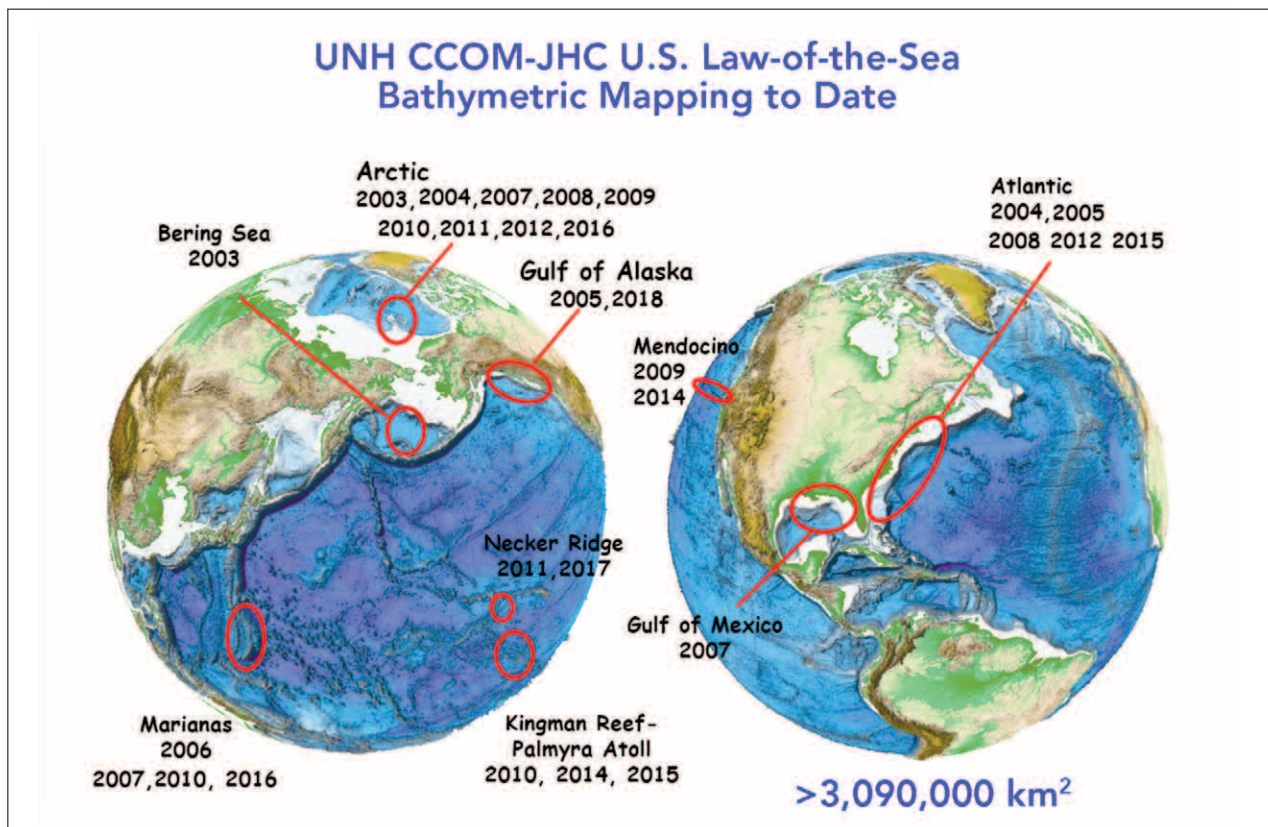 UNH CCOM-JHC U.S. Law-of-the-Sea
Bathymetric Mapping to Date
Arctic
2003,2004,2007,2008,2009
2010,2011,2012,2016
Bering Sea
2003
Gulf of Alaska
2005,2018
Atlantic
2004,2005
2008 2012 2015
Mendocino
2009
2014
Necker Ridge
2011,2017
Gulf of Mexico
2007
Marianas
2006
2007,2010, 2016
Kingman Reef-
Palmyra Atoll
2010, 2014, 2015
>3,090,000 km²